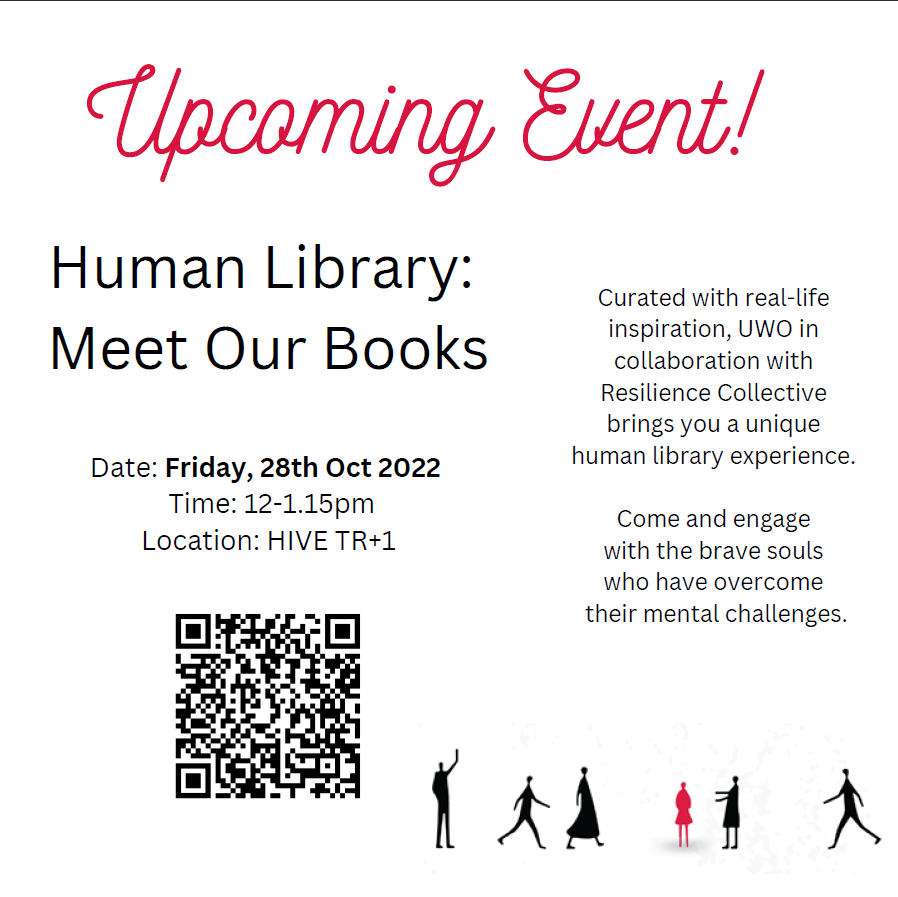 Upcoming Event!
Human Library:
Meet Our Books
Date: Friday, 28th Oct 2022
Time: 12-1.15pm
Location: HIVE TR+1
Curated with real-life
inspiration, UWO in
collaboration with
Resilience Collective
brings you a unique
human library experience.
Come and engage
with the brave souls
who have overcome
their mental challenges.